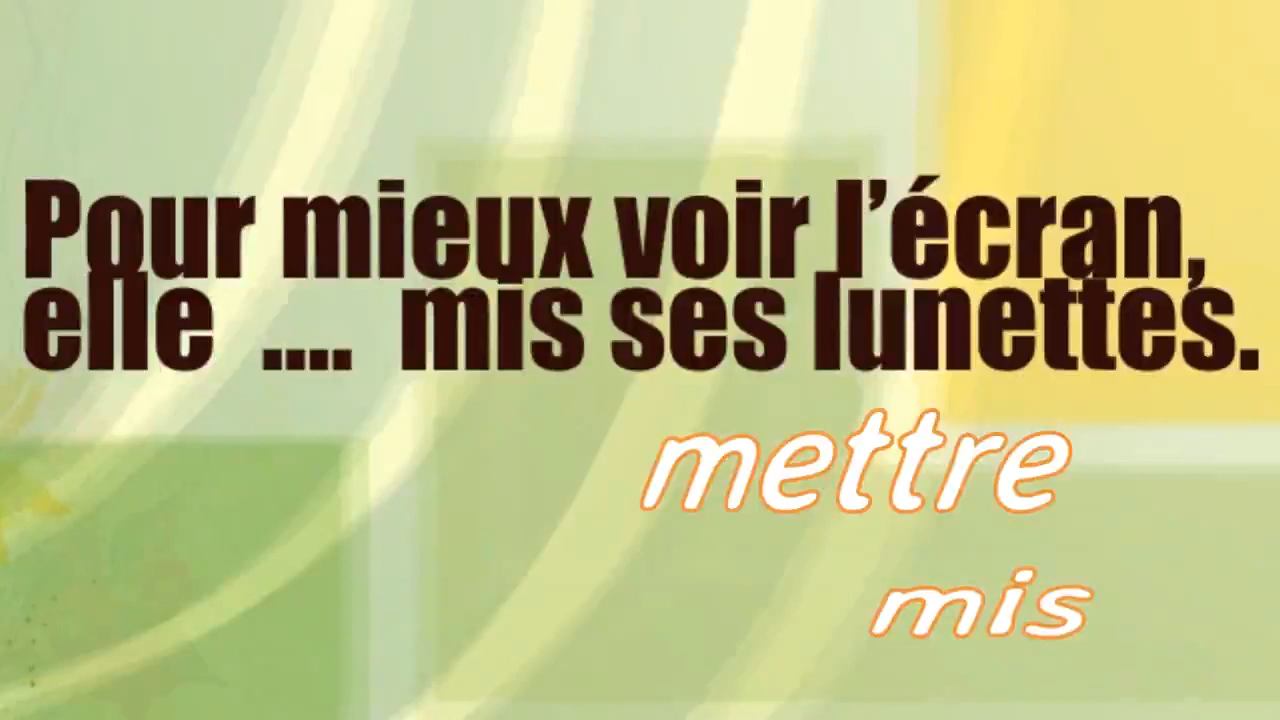 Pour mieux voir l’écran,
elle .... mis ses lunettes.
mettre
mis